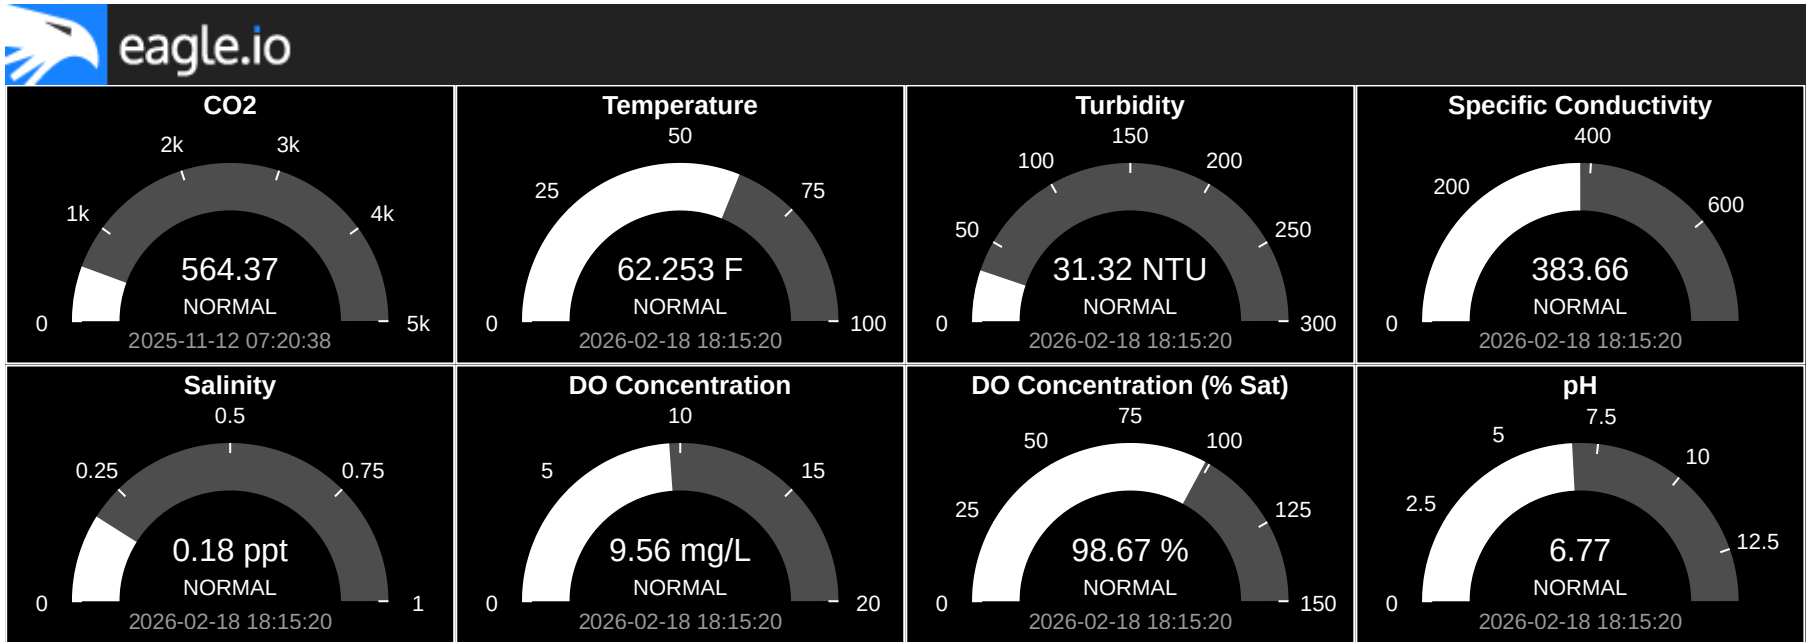 eagle.io
CO2
0
1k
2k
3k
4k
5k
564.37
NORMAL
2025-11-12 07:20:38
Temperature
0
25
50
75
100
62.253 F
NORMAL
2026-02-18 18:15:20
Turbidity
0
50
100
150
200
250
300
31.32 NTU
NORMAL
2026-02-18 18:15:20
Specific Conductivity
0
200
400
600
383.66
NORMAL
2026-02-18 18:15:20
Salinity
0
0.25
0.5
0.75
1
0.18 ppt
NORMAL
2026-02-18 18:15:20
DO Concentration
0
5
10
15
20
9.56 mg/L
NORMAL
2026-02-18 18:15:20
DO Concentration (% Sat)
0
25
50
75
100
125
150
98.67 %
NORMAL
2026-02-18 18:15:20
pH
0
2.5
5
7.5
10
12.5
6.77
NORMAL
2026-02-18 18:15:20